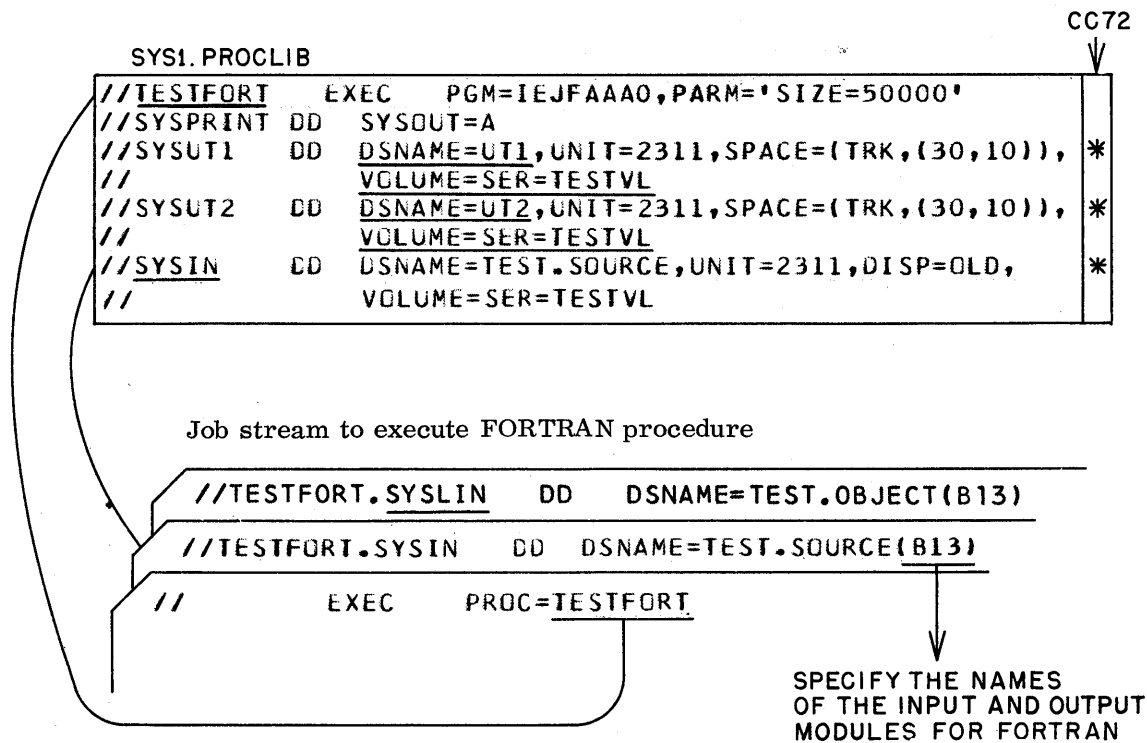 CC72
SYS1.PROCLIB
//TESTFORT EXEC PGM=IEJFAAAO,PARM='SIZE=50000'
//SYSPRINT DD SYSOUT=A
//SYSUT1 DD DSNAME=UT1,UNIT=2311,SPACE=(TRK,(30,10)), *
// VOLUME=SER=TESTVL
//SYSUT2 DD DSNAME=UT2,UNIT=2311,SPACE=(TRK,(30,10)), *
// VOLUME=SER=TESTVL
//SYSIN DD DSNAME=TEST.SOURCE,UNIT=2311,DISP=OLD, *
// VOLUME=SER=TESTVL
Job stream to execute FORTRAN procedure
//TESTFORT.SYSLIN DD DSNAME=TEST.OBJECT(B13)
//TESTFORT.SYSIN DD DSNAME=TEST.SOURCE(B13)
// EXEC PROC=TESTFORT
SPECIFY THE NAMES
OF THE INPUT AND OUTPUT
MODULES FOR FORTRAN